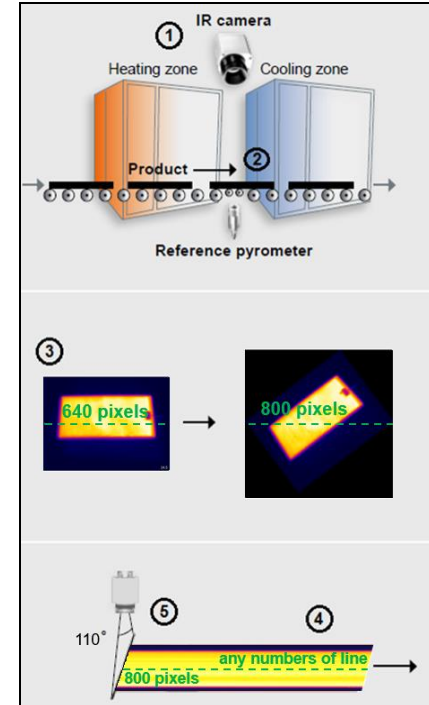 IR camera
①
Heating zone
Cooling zone
Product
②
Reference pyrometer
③
640 pixels
800 pixels
⑤
④
110°
any numbers of line
800 pixels